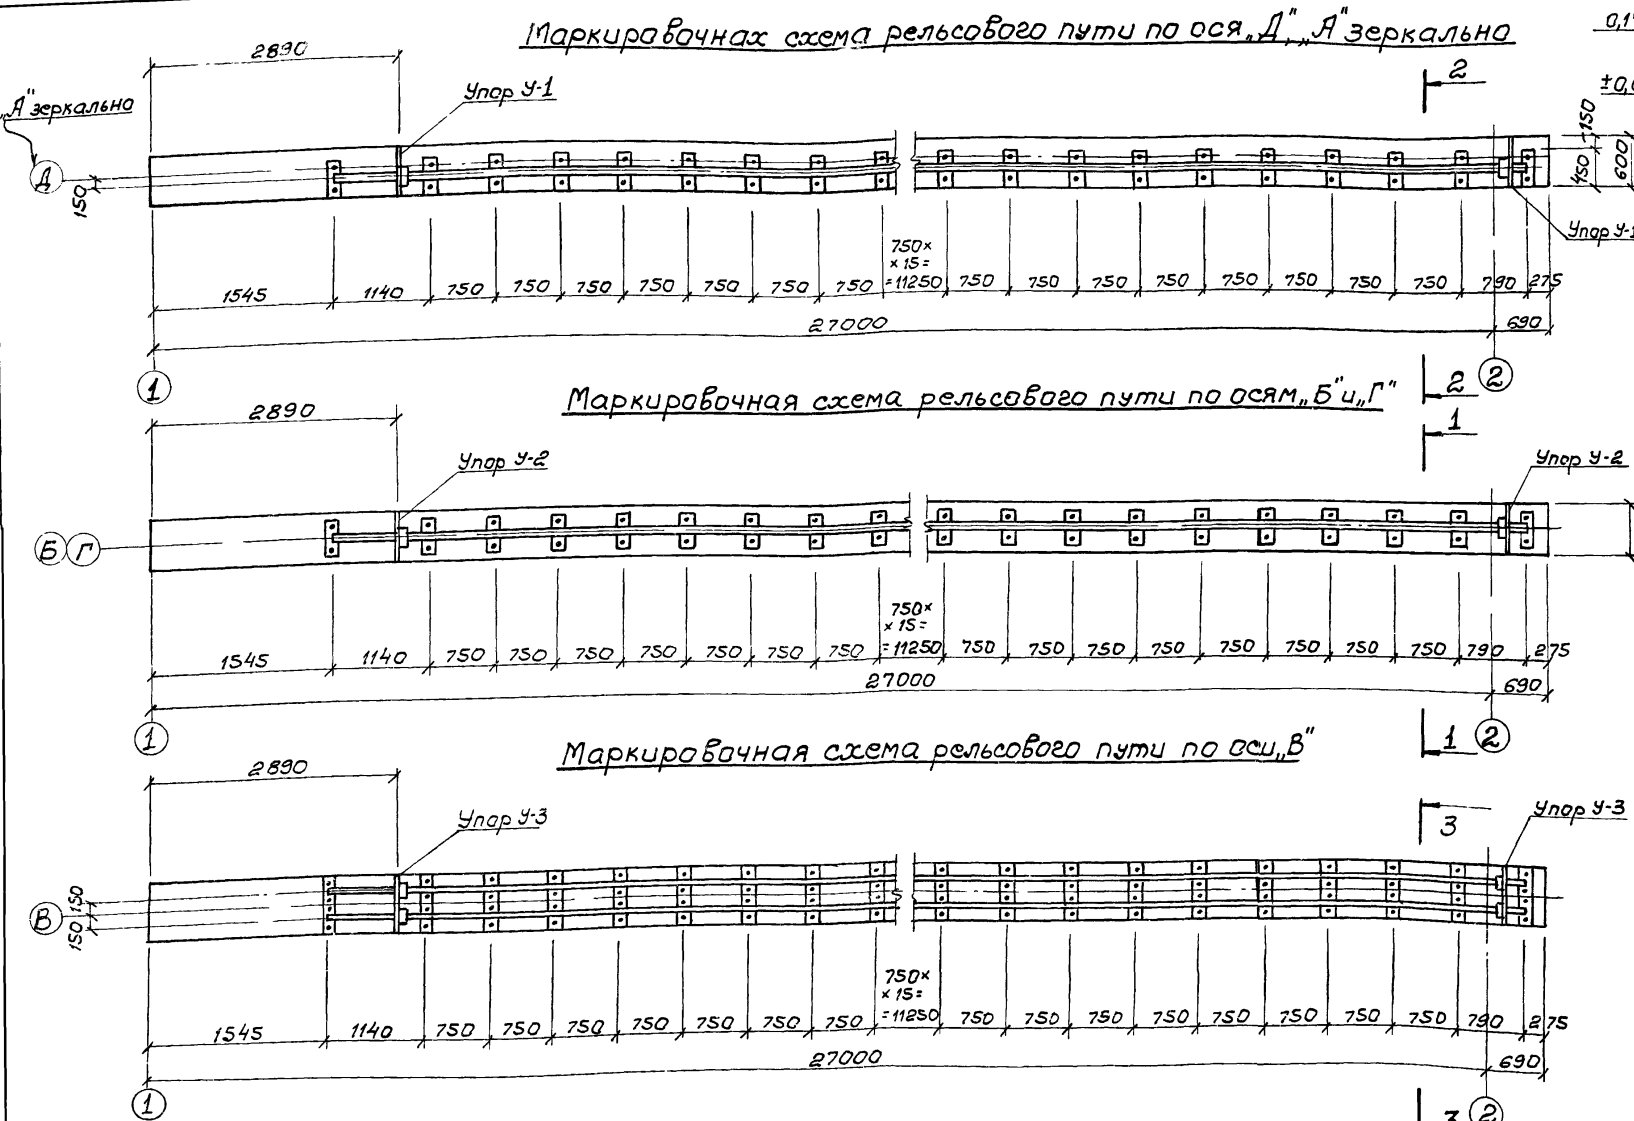 Маркировочнах схема рельсового пути по ося „Д", „А" зеркально
2890
Упор У-1
2
„А" зеркально
Д
150
150
450
600
Упор У-1
750×
× 15 =
= 11250
1545 1140 750 750 750 750 750 750 750 750 750 750 750 750 750 750 750 790 275
27000 690
1 2 2
Маркировочная схема рельсового пути по осям „Б" и „Г"
2890
1
Упор У-2 Упор У-2
Б Г
750×
× 15 =
= 11250
1545 1140 750 750 750 750 750 750 750 750 750 750 750 750 750 750 750 790 275
27000 690
1 1 2
Маркировочная схема рельсового пути по оси „В"
2890
Упор У-3 3 Упор У-3
В
150
150
750×
× 15 =
= 11250
1545 1140 750 750 750 750 750 750 750 750 750 750 750 750 750 750 750 790 275
27000 690
1 3 2